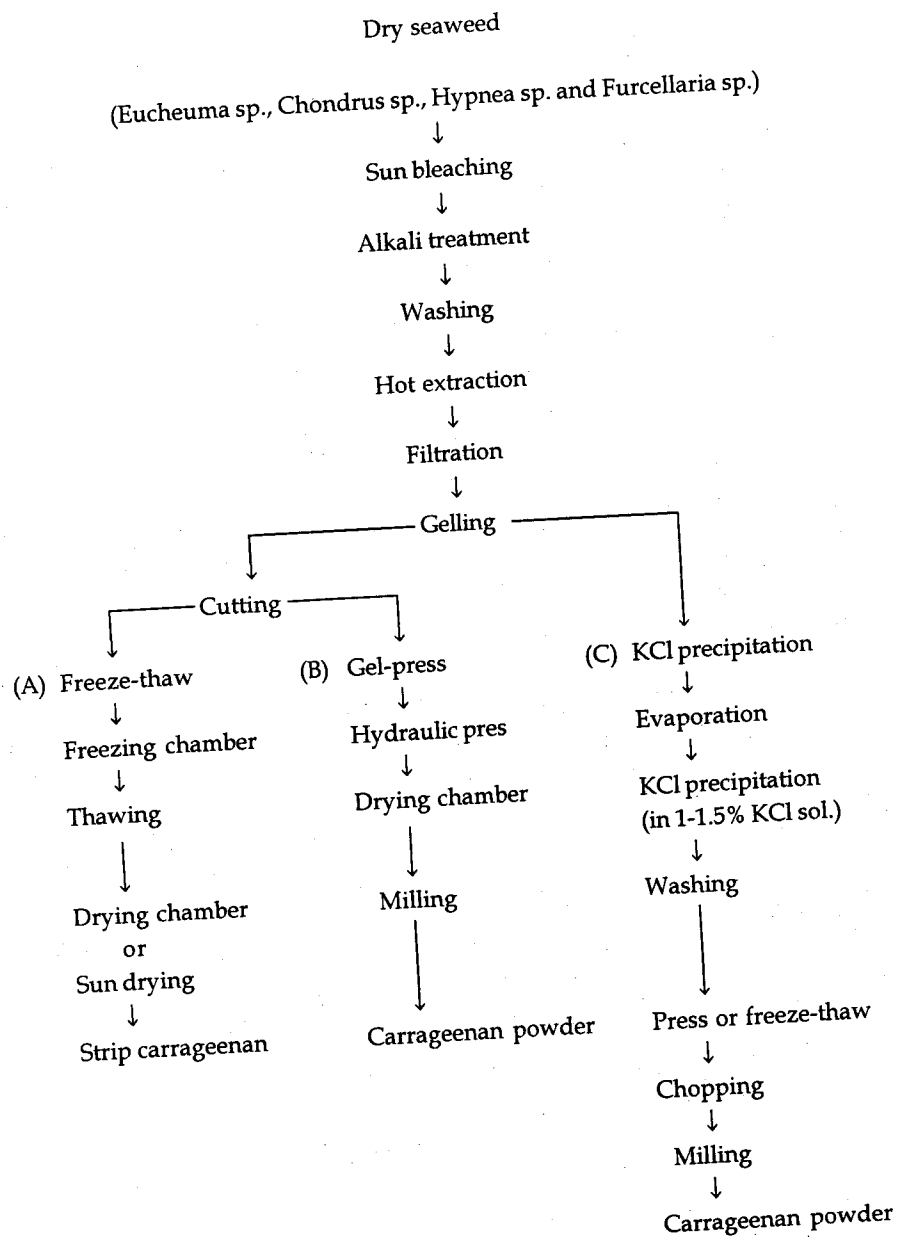 Dry seaweed
(Eucheuma sp., Chondrus sp., Hypnea sp. and Furcellaria sp.)
Sun bleaching
Alkali treatment
Washing
Hot extraction
Filtration
Gelling
Cutting
(A) Freeze-thaw
Freezing chamber
Thawing
Drying chamber
or
Sun drying
Strip carrageenan
(B) Gel-press
Hydraulic pres
Drying chamber
Milling
Carrageenan powder
(C) KCl precipitation
Evaporation
KCl precipitation
(in 1-1.5% KCl sol.)
Washing
Press or freeze-thaw
Chopping
Milling
Carrageenan powder